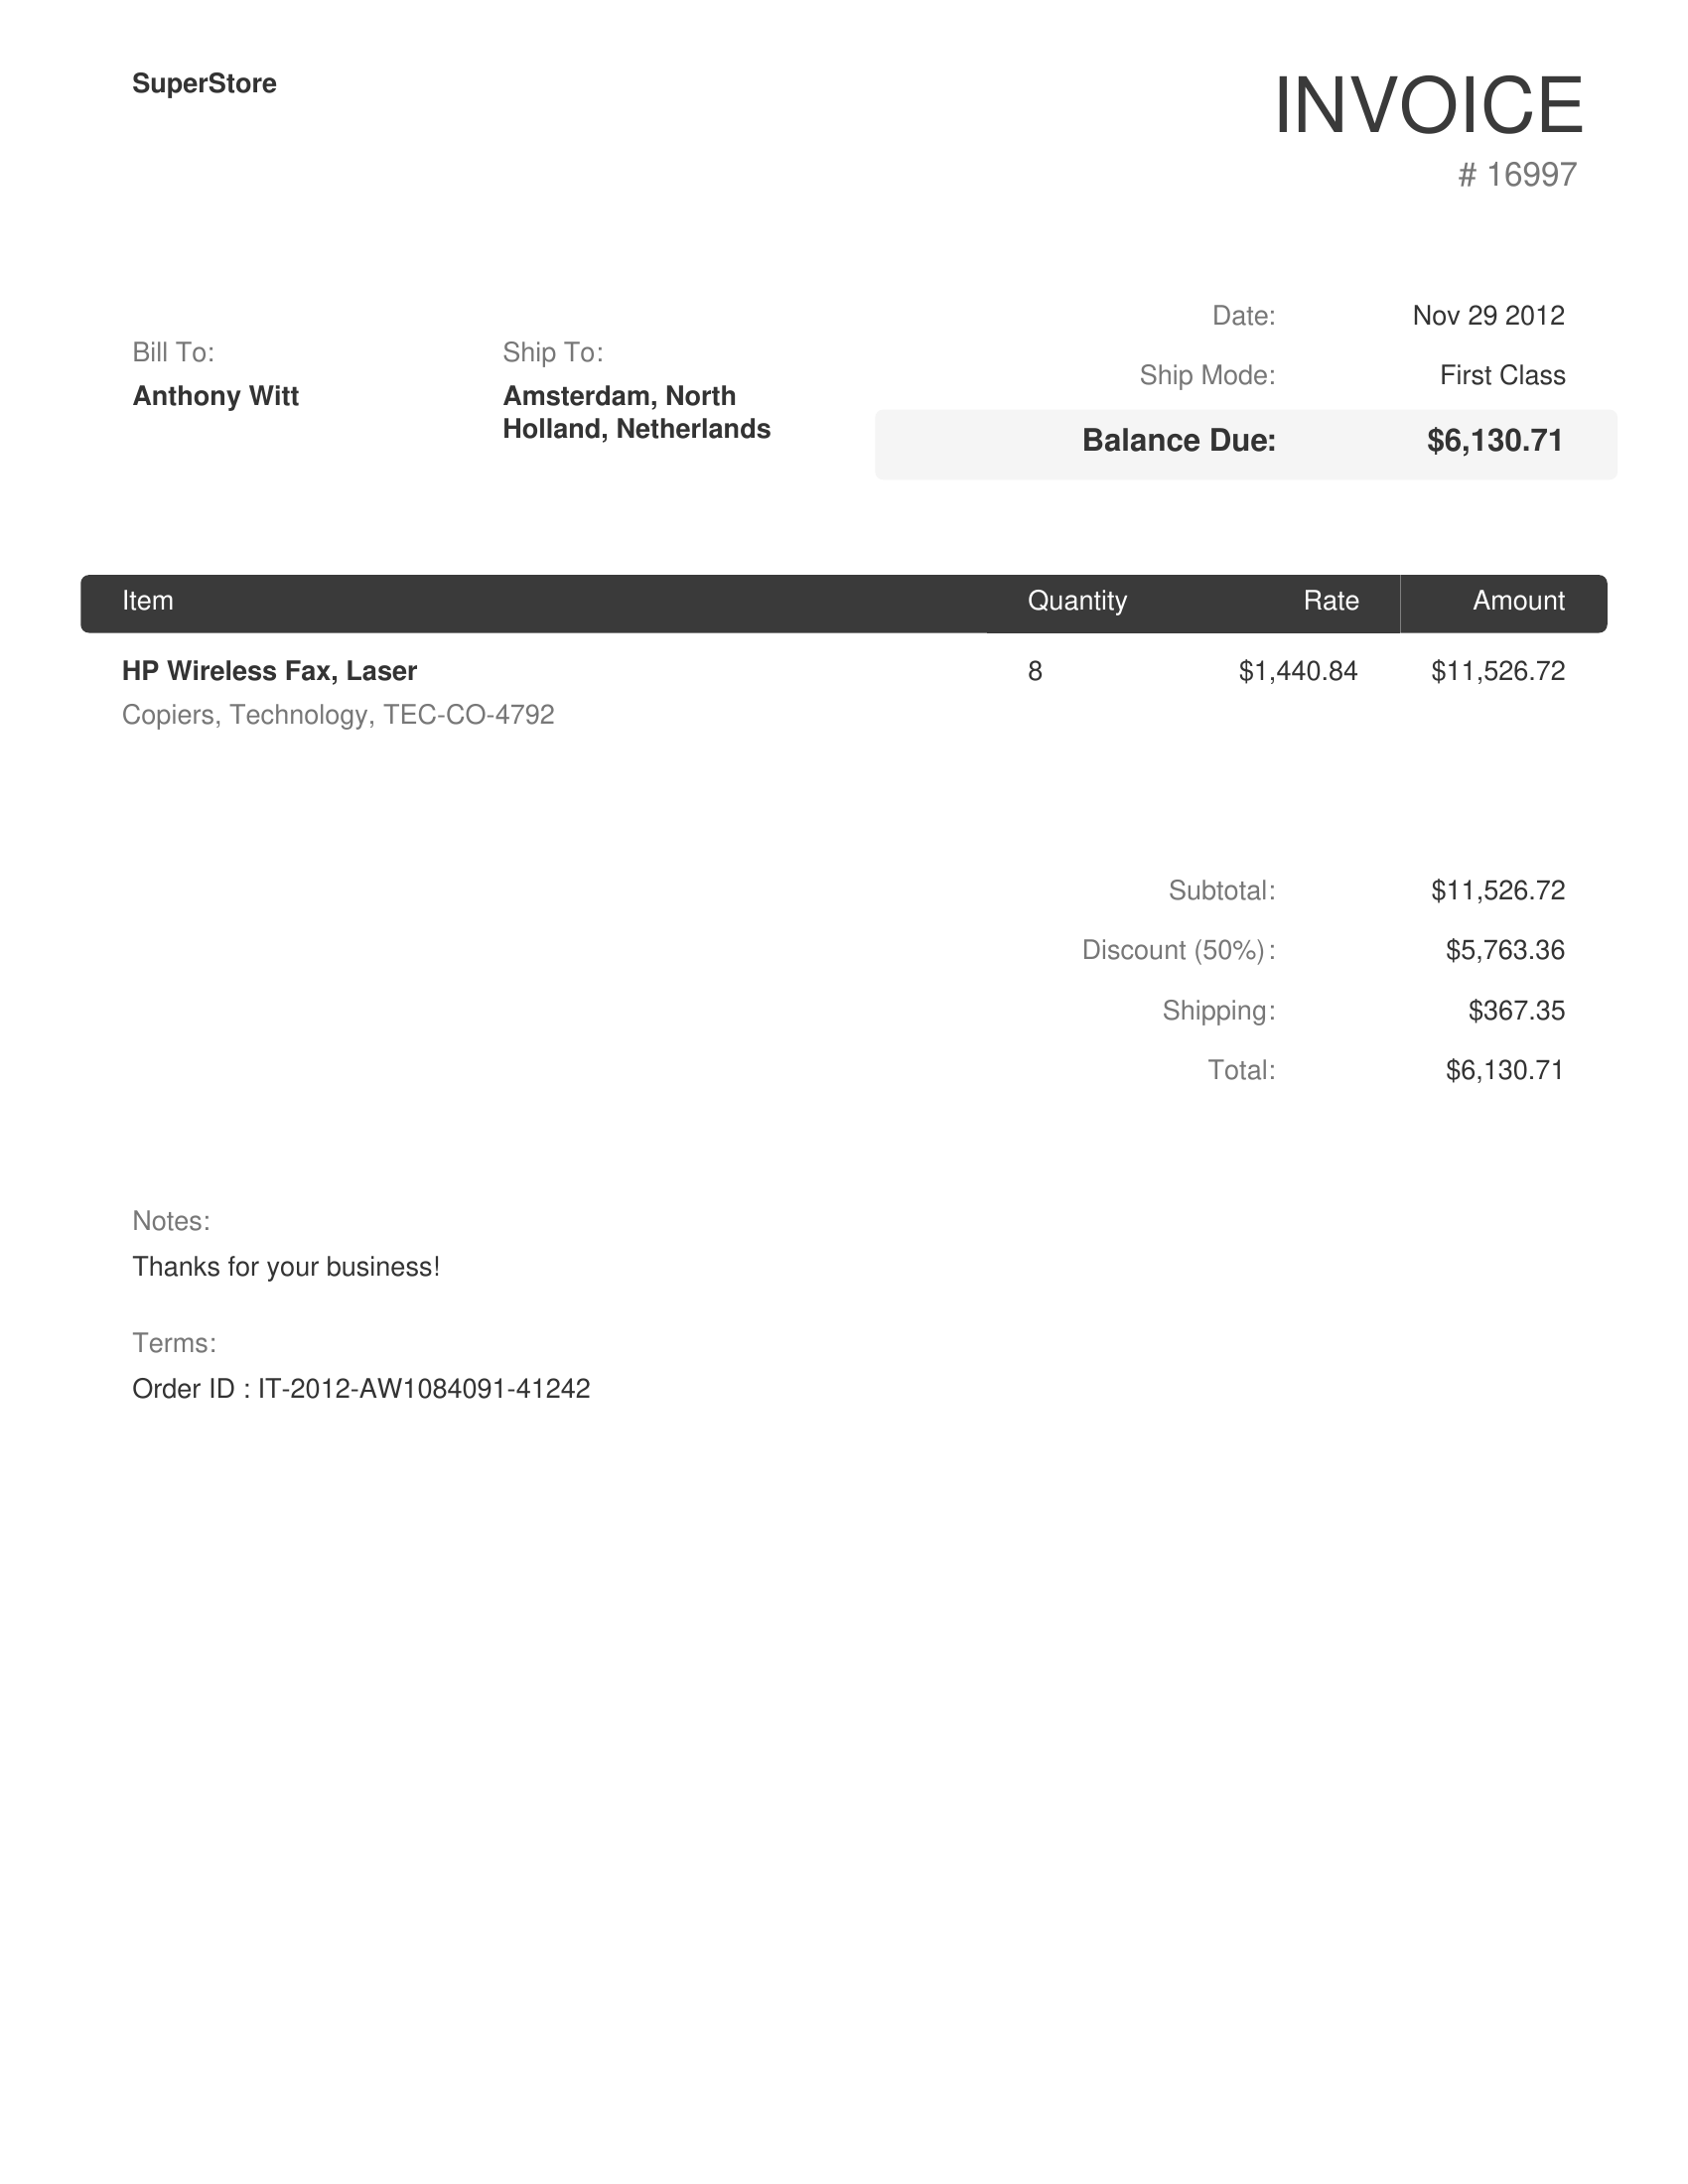 SuperStore
INVOICE
# 16997
Date: Nov 29 2012
Ship Mode: First Class
Balance Due: $6,130.71
Bill To:
Anthony Witt
Ship To:
Amsterdam, North
Holland, Netherlands
Item Quantity Rate Amount
HP Wireless Fax, Laser 8 $1,440.84 $11,526.72
Copiers, Technology, TEC-CO-4792
Subtotal: $11,526.72
Discount (50%): $5,763.36
Shipping: $367.35
Total: $6,130.71
Notes:
Thanks for your business!
Terms:
Order ID : IT-2012-AW1084091-41242